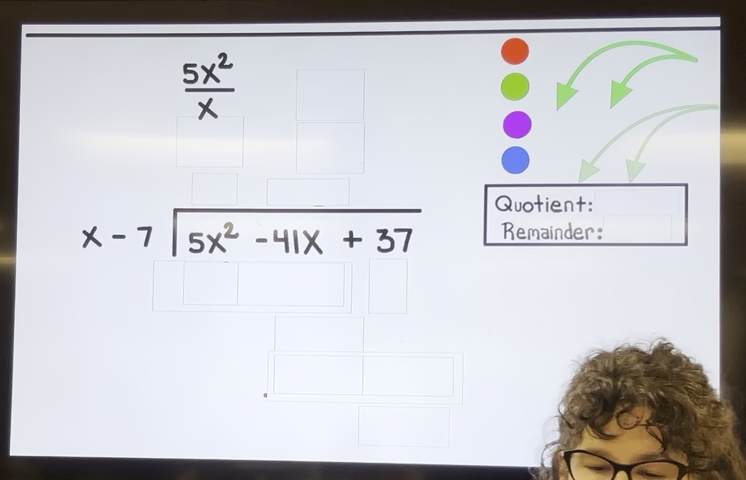 5x²
x
x - 7 5x² - 41x + 37
Quotient:
Remainder: